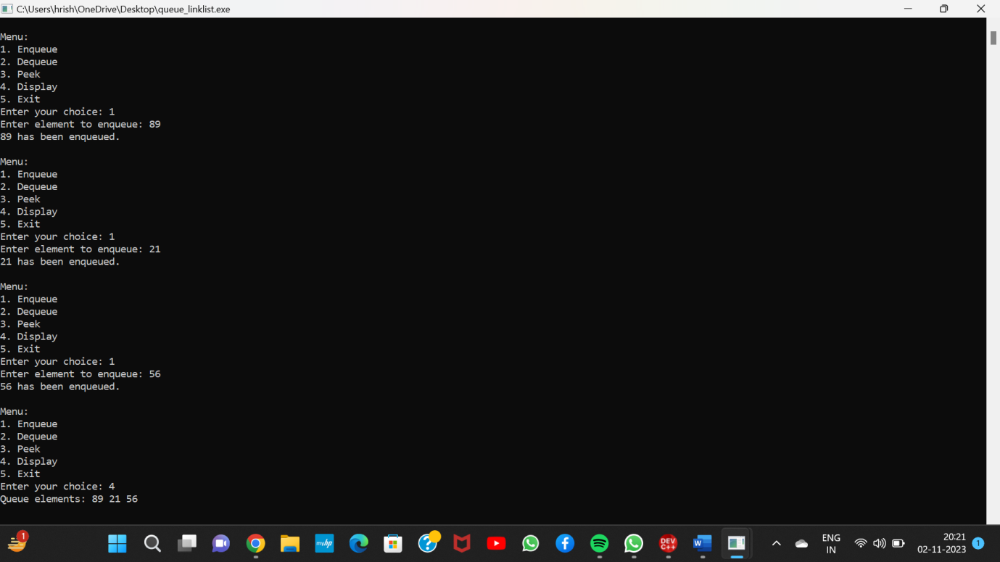 C:\Users\hrish\OneDrive\Desktop\queue_linklist.exe
Menu:
1. Enqueue
2. Dequeue
3. Peek
4. Display
5. Exit
Enter your choice: 1
Enter element to enqueue: 89
89 has been enqueued.
Menu:
1. Enqueue
2. Dequeue
3. Peek
4. Display
5. Exit
Enter your choice: 1
Enter element to enqueue: 21
21 has been enqueued.
Menu:
1. Enqueue
2. Dequeue
3. Peek
4. Display
5. Exit
Enter your choice: 1
Enter element to enqueue: 56
56 has been enqueued.
Menu:
1. Enqueue
2. Dequeue
3. Peek
4. Display
5. Exit
Enter your choice: 4
Queue elements: 89 21 56
1
myhp
?
DEV
C++
W
ENG
IN
20:21
02-11-2023
1